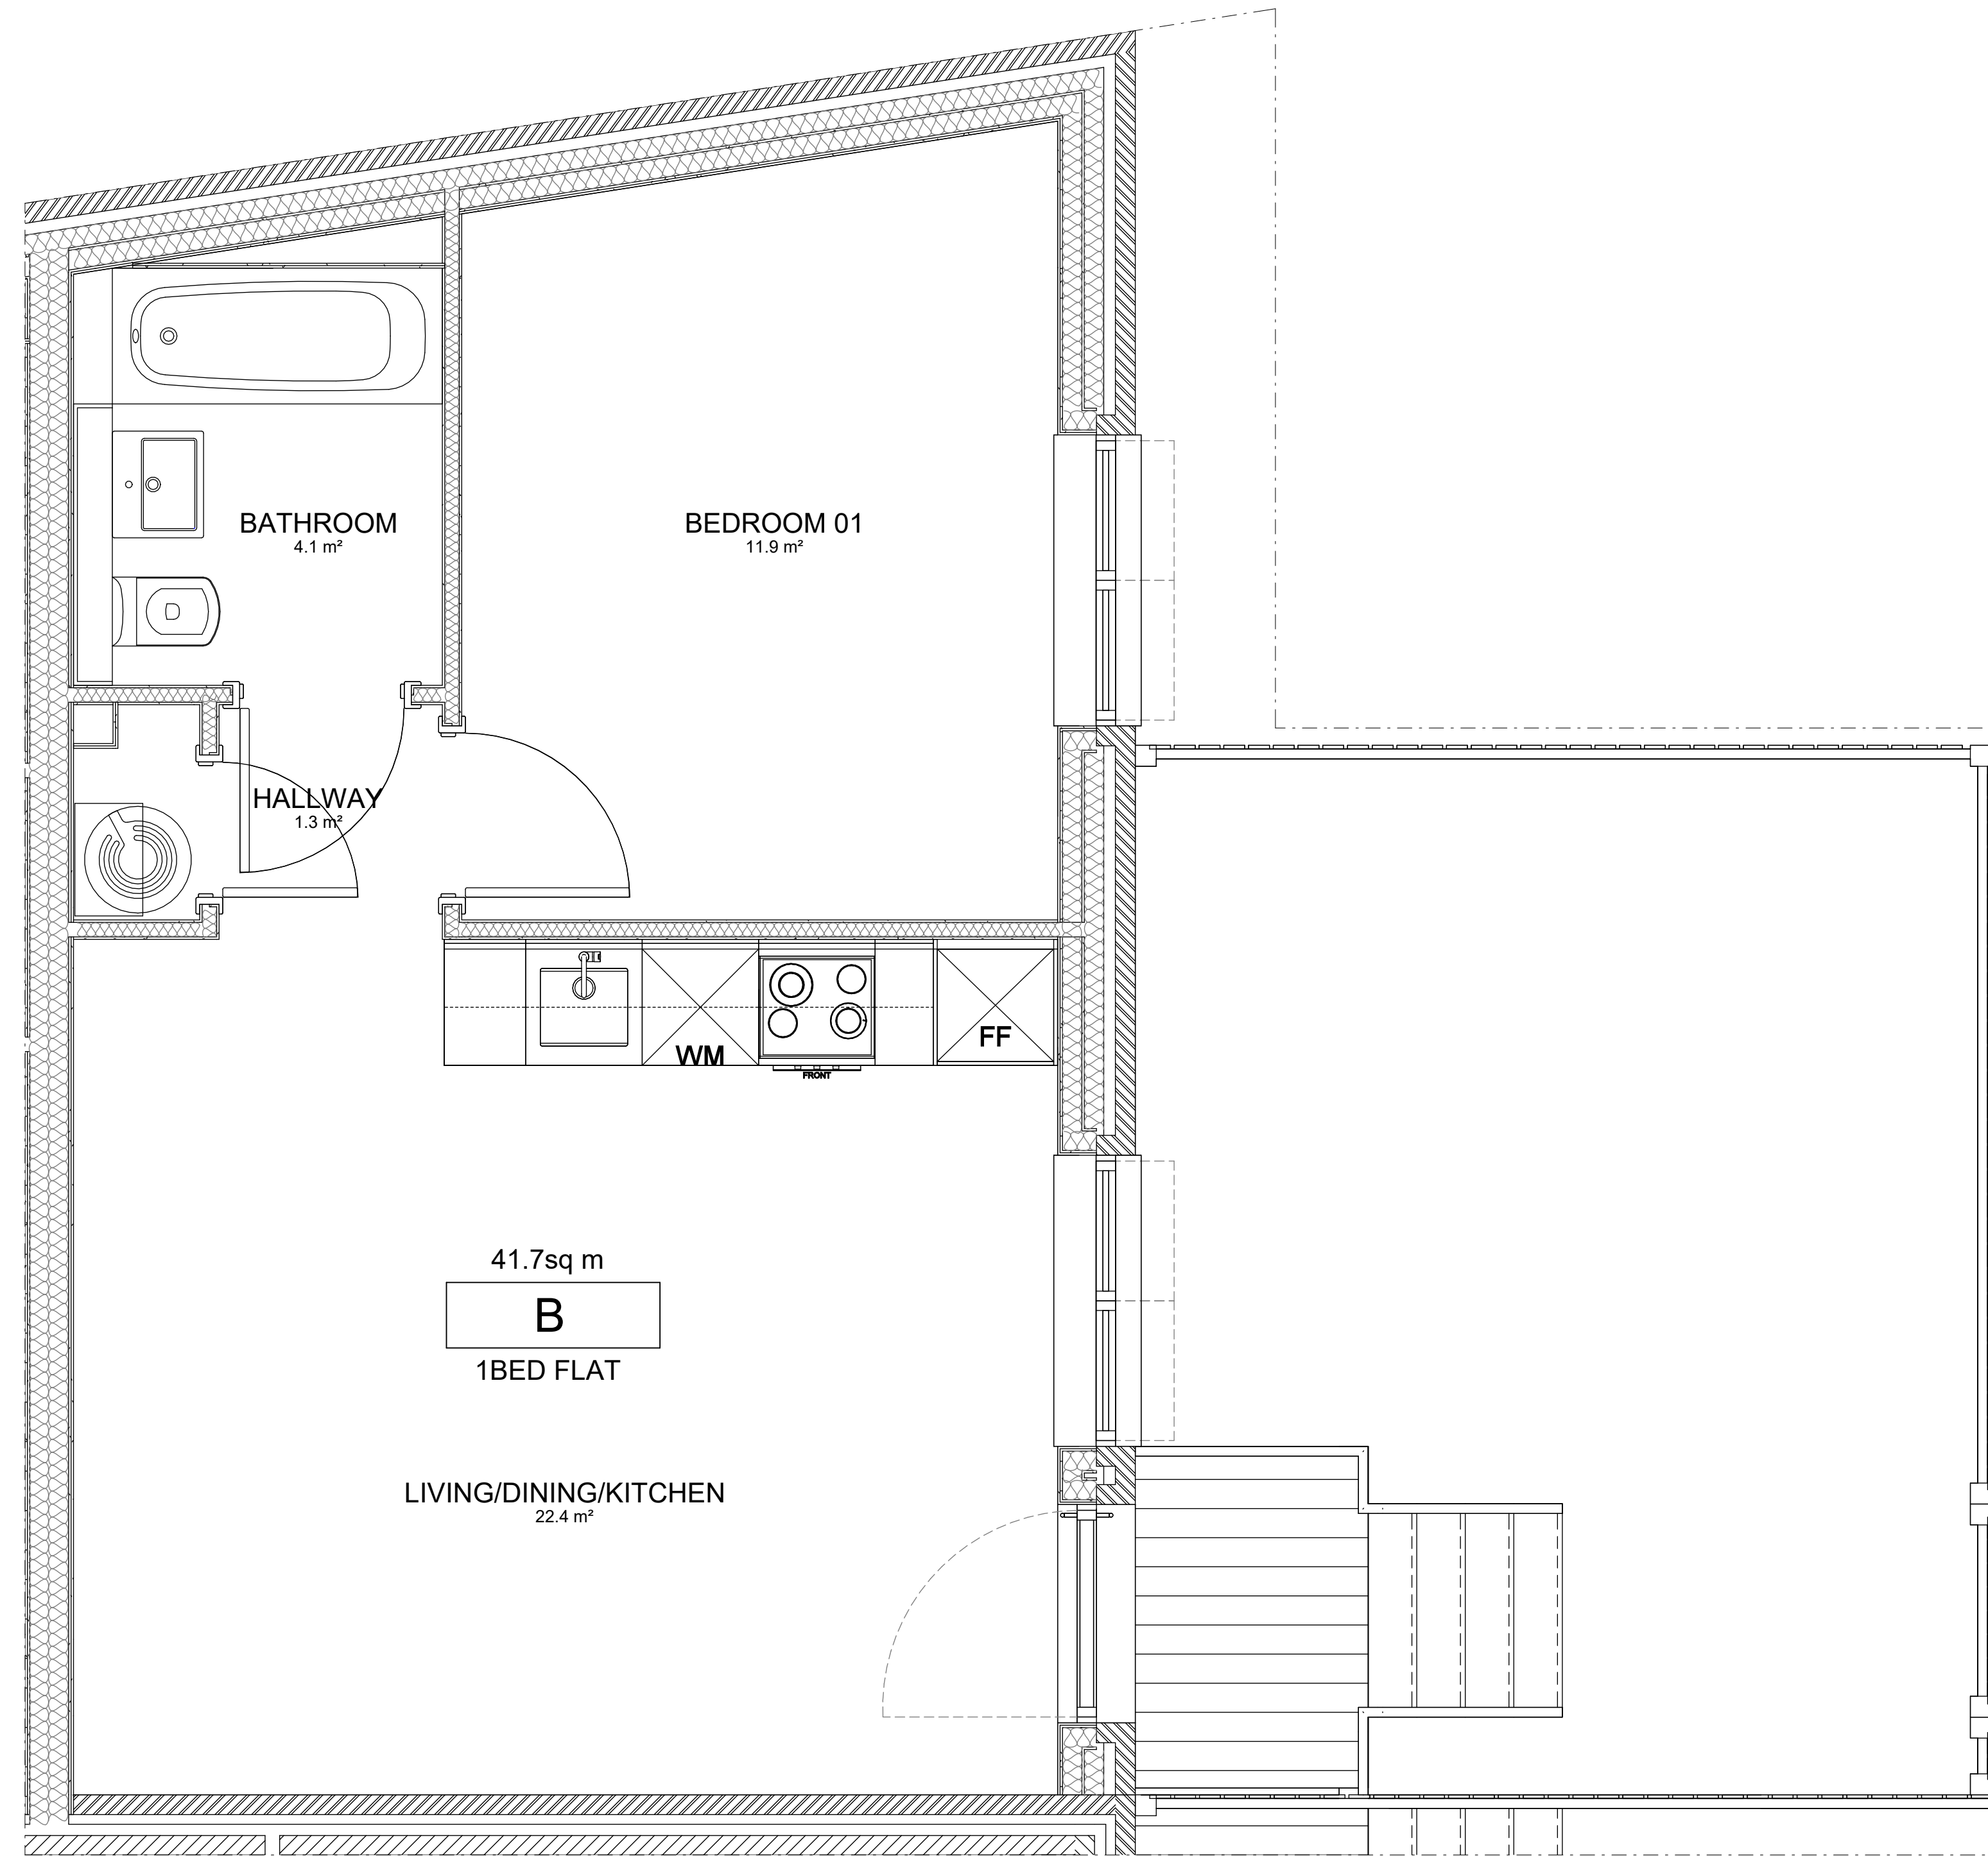 BATHROOM
4.1 m²
BEDROOM 01
11.9 m²
HALLWAY
1.3 m²
WM
FRONT
FF
41.7sq m
B
1BED FLAT
LIVING/DINING/KITCHEN
22.4 m²